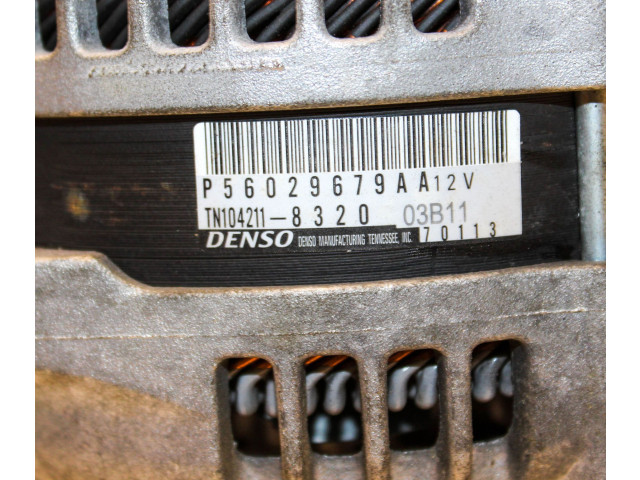 P56029679AA12V
TN104211-8320 03B11
DENSO DENSO MANUFACTURING TENNESSEE, INC. 70113